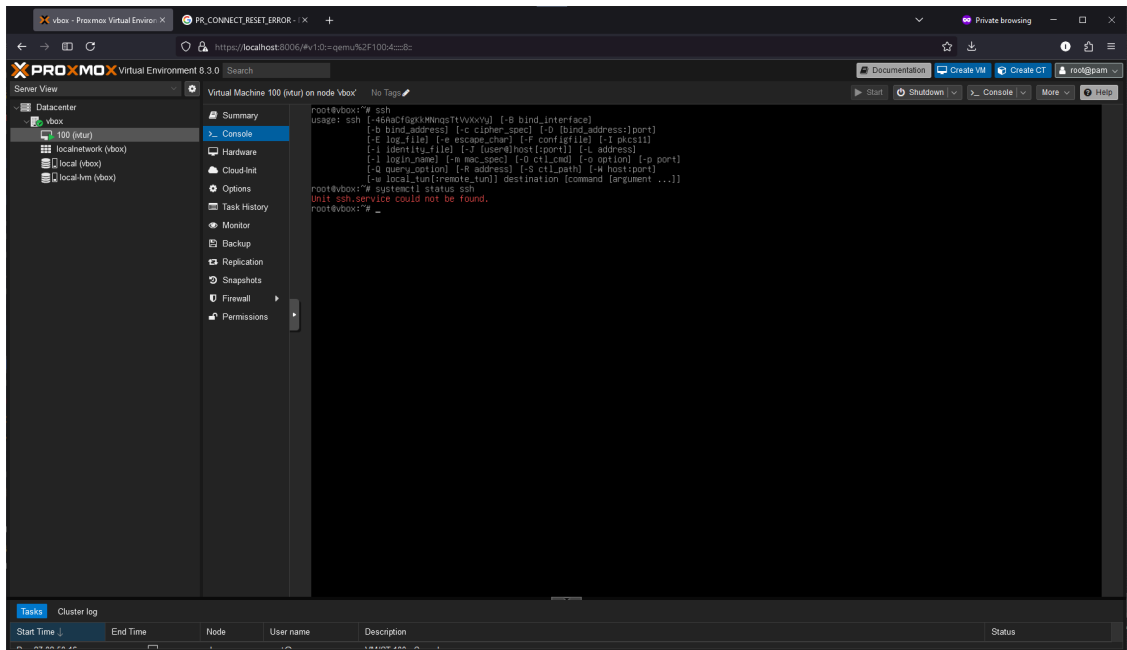 vbox - Proxmox Virtual Environ
PR_CONNECT_RESET_ERROR -
Private browsing
https://localhost:8006/#v1:0:=qemu%2F100:4:::::8::
PROXMOX Virtual Environment 8.3.0 Search
Documentation Create VM Create CT root@pam
Server View
Virtual Machine 100 (ivtur) on node 'vbox' No Tags
Start Shutdown Console More Help
Datacenter
vbox
100 (ivtur)
localnetwork (vbox)
local (vbox)
local-lvm (vbox)
Summary
Console
Hardware
Cloud-Init
Options
Task History
Monitor
Backup
Replication
Snapshots
Firewall
Permissions
root@vbox:~# ssh
usage: ssh [-46AaCfGgKkMNnqsTtVvXxYy] [-B bind_interface]
[-b bind_address] [-c cipher_spec] [-D [bind_address:]port]
[-E log_file] [-e escape_char] [-F configfile] [-I pkcs11]
[-i identity_file] [-J [user@]host[:port]] [-L address]
[-l login_name] [-m mac_spec] [-O ctl_cmd] [-o option] [-p port]
[-Q query_option] [-R address] [-S ctl_path] [-W host:port]
[-w local_tun[:remote_tun]] destination [command [argument ...]]
root@vbox:~# systemctl status ssh
Unit ssh.service could not be found.
root@vbox:~# _
Tasks Cluster log
Start Time End Time Node User name Description Status